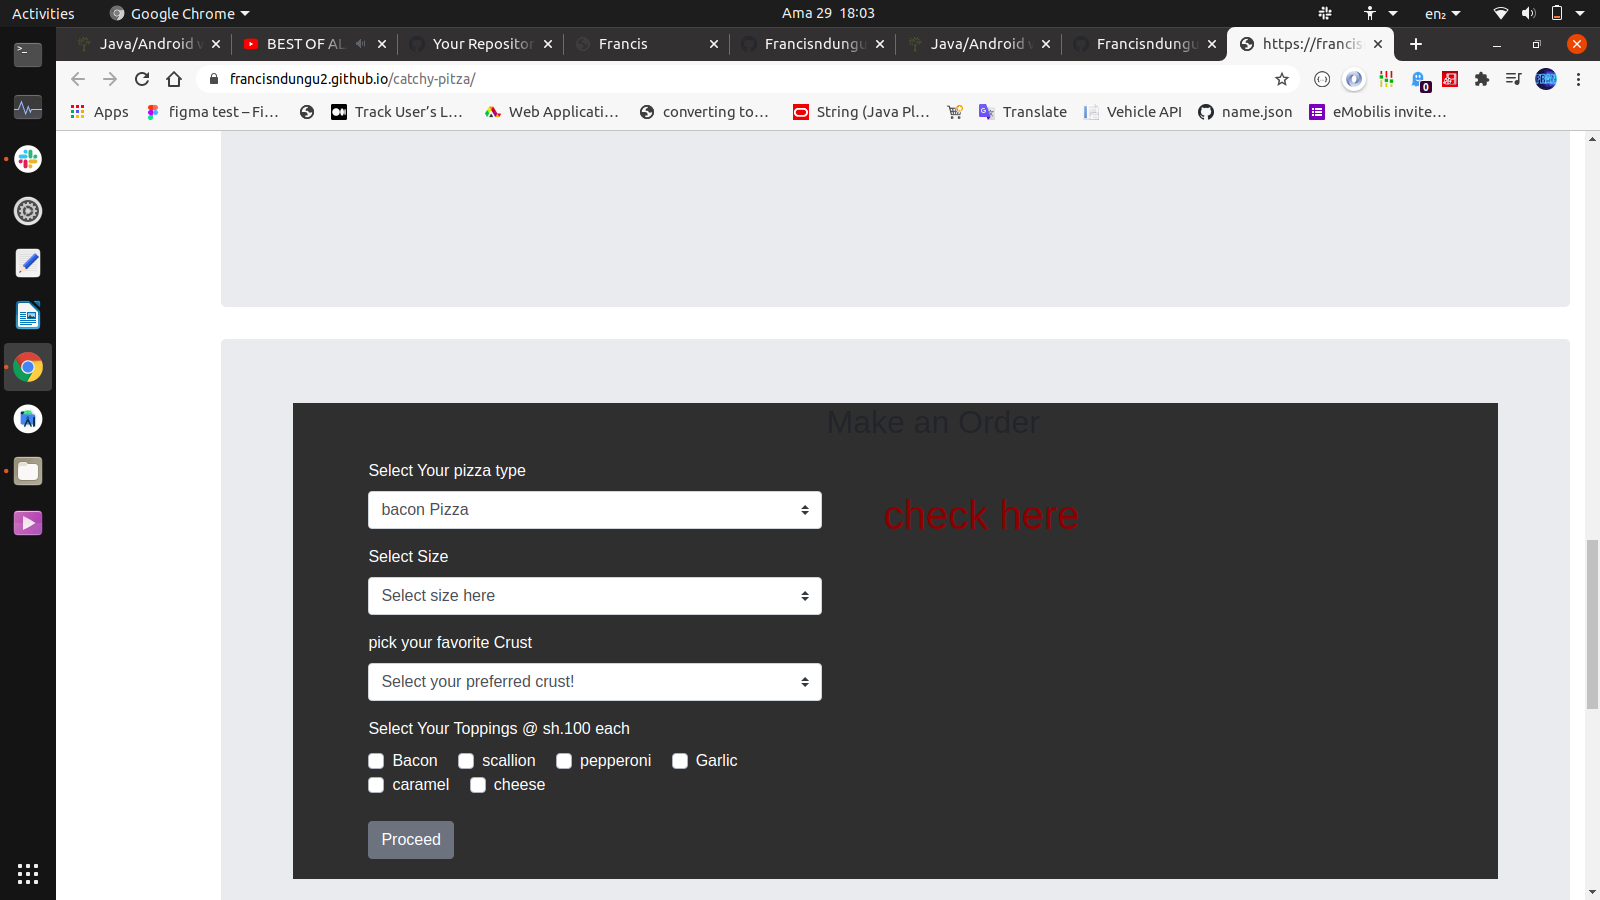 Activities Google Chrome Ama 29 18:03 en₂
Java/Android BEST OF AL Your Repositor Francis Francisndungu Java/Android Francisndungu https://francis
francisndungu2.github.io/catchy-pitza/ 0
Apps figma test – Fi… Track User's L… Web Applicati… converting to… String (Java Pl… Translate Vehicle API name.json eMobilis invite…
Make an Order
Select Your pizza type
bacon Pizza
check here
Select Size
Select size here
pick your favorite Crust
Select your preferred crust!
Select Your Toppings @ sh.100 each
Bacon scallion pepperoni Garlic
caramel cheese
Proceed